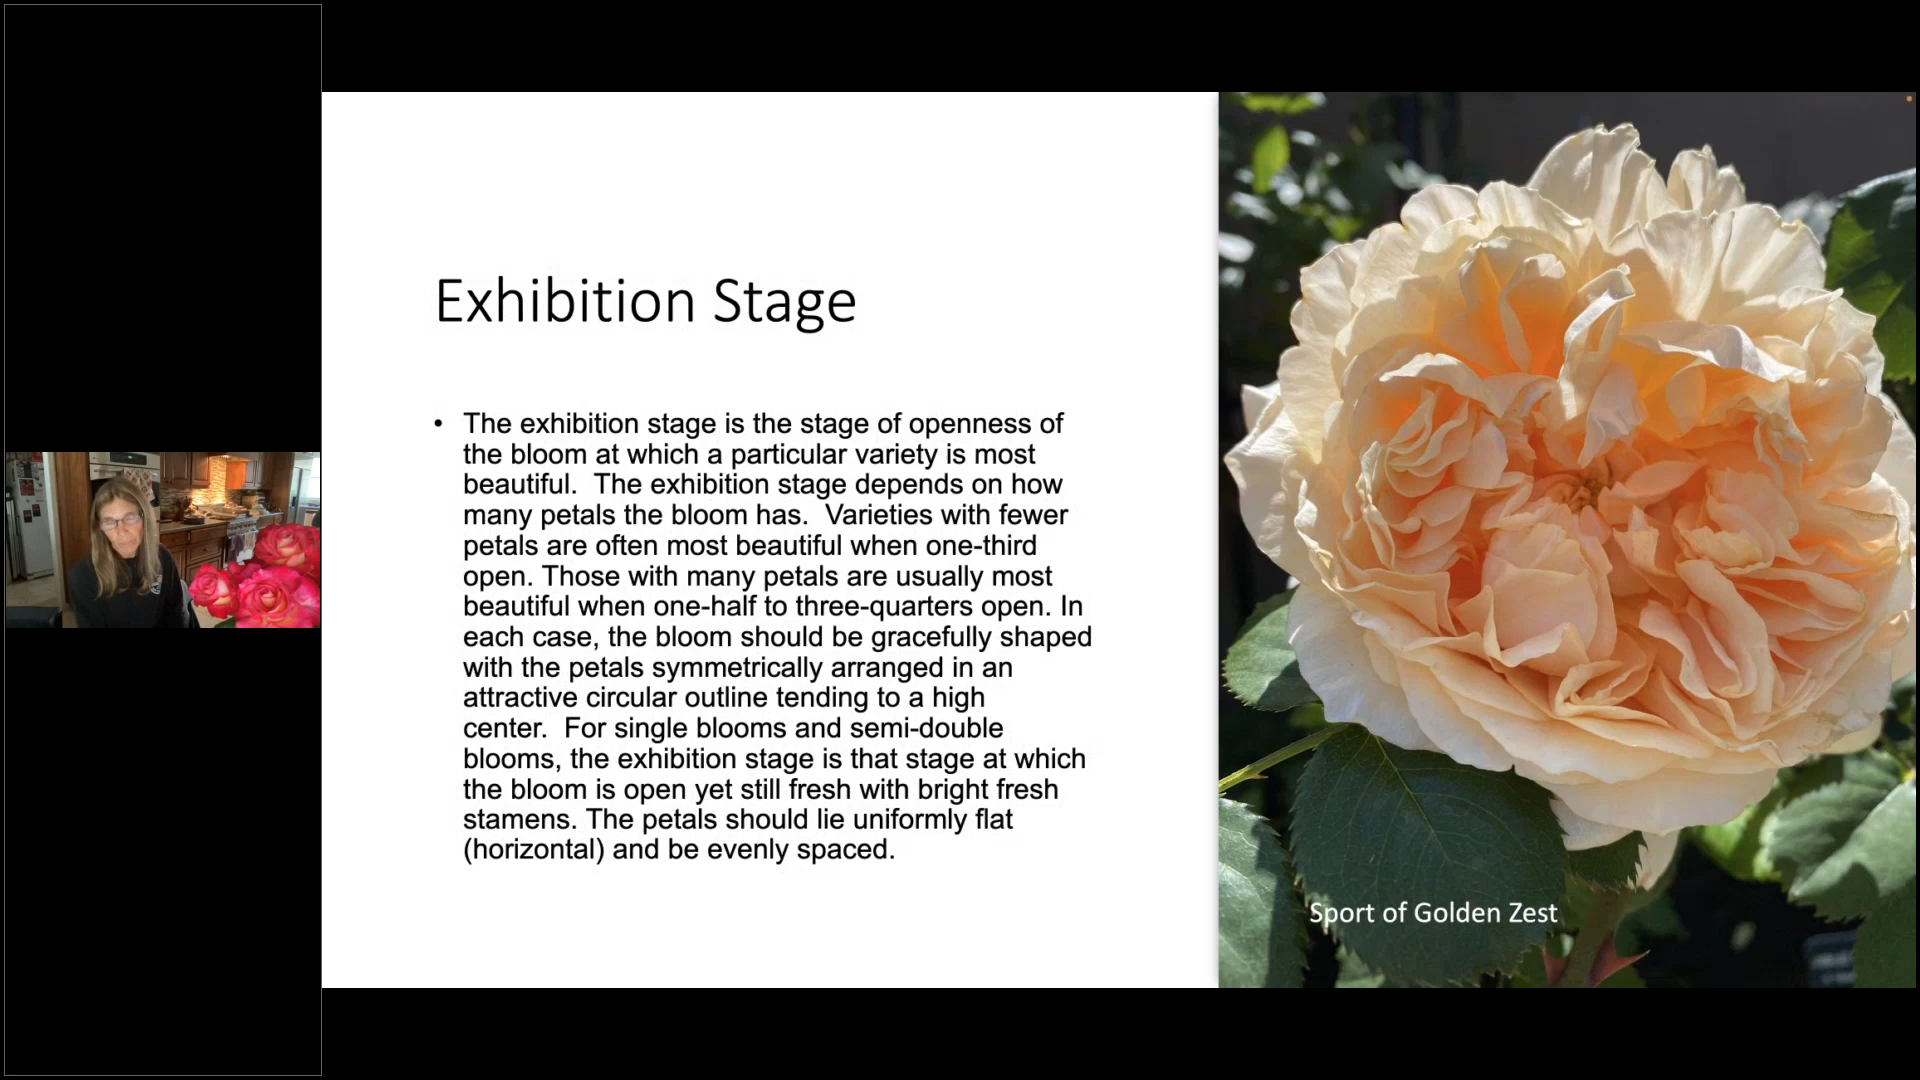 Exhibition Stage
• The exhibition stage is the stage of openness of
the bloom at which a particular variety is most
beautiful.  The exhibition stage depends on how
many petals the bloom has.  Varieties with fewer
petals are often most beautiful when one-third
open. Those with many petals are usually most
beautiful when one-half to three-quarters open. In
each case, the bloom should be gracefully shaped
with the petals symmetrically arranged in an
attractive circular outline tending to a high
center.  For single blooms and semi-double
blooms, the exhibition stage is that stage at which
the bloom is open yet still fresh with bright fresh
stamens. The petals should lie uniformly flat
(horizontal) and be evenly spaced.
Sport of Golden Zest